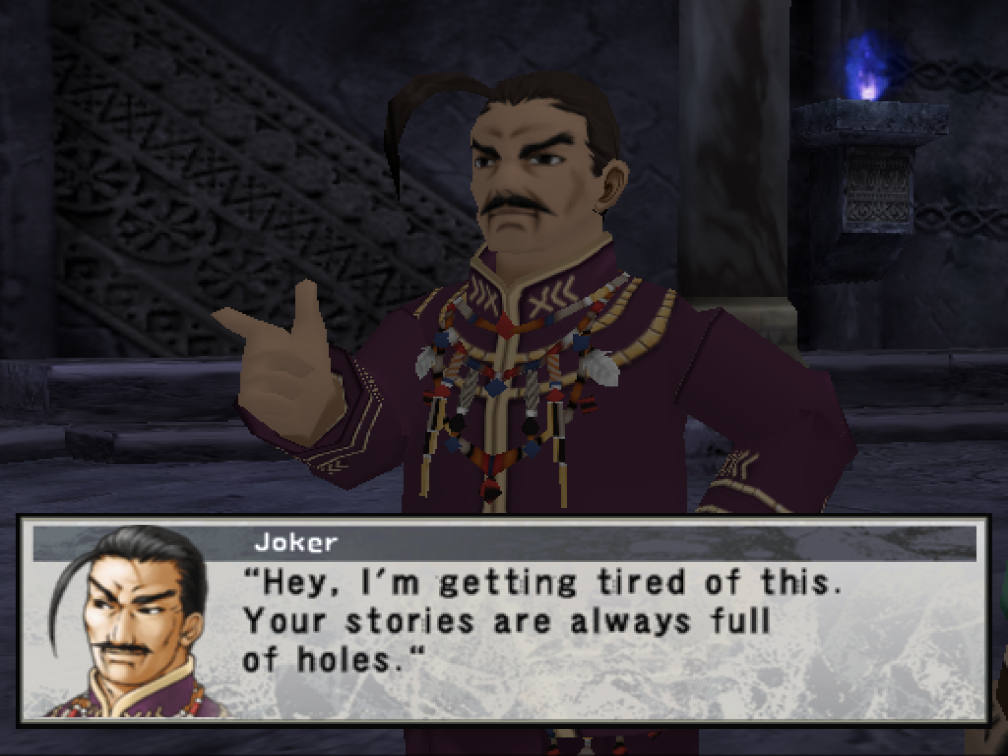 Joker
“Hey, I'm getting tired of this.
Your stories are always full
of holes.“